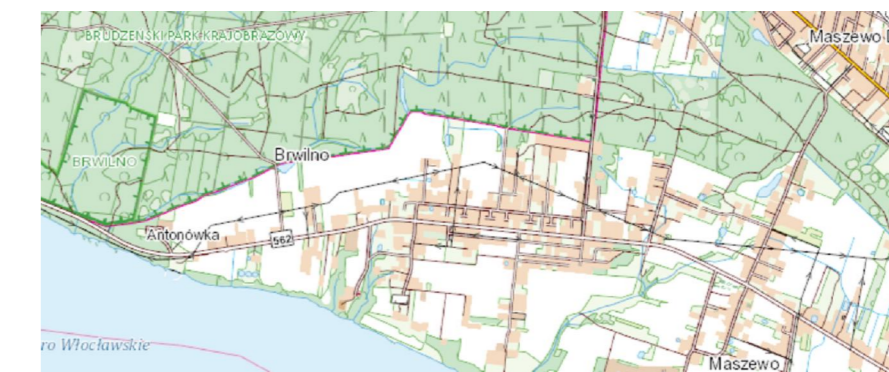 BRUDZEŃSKI PARK KRAJOBRAZOWY
Maszewo D
BRWILNO
Brwilno
Antonówka
562
ro Włocławskie
Maszewo